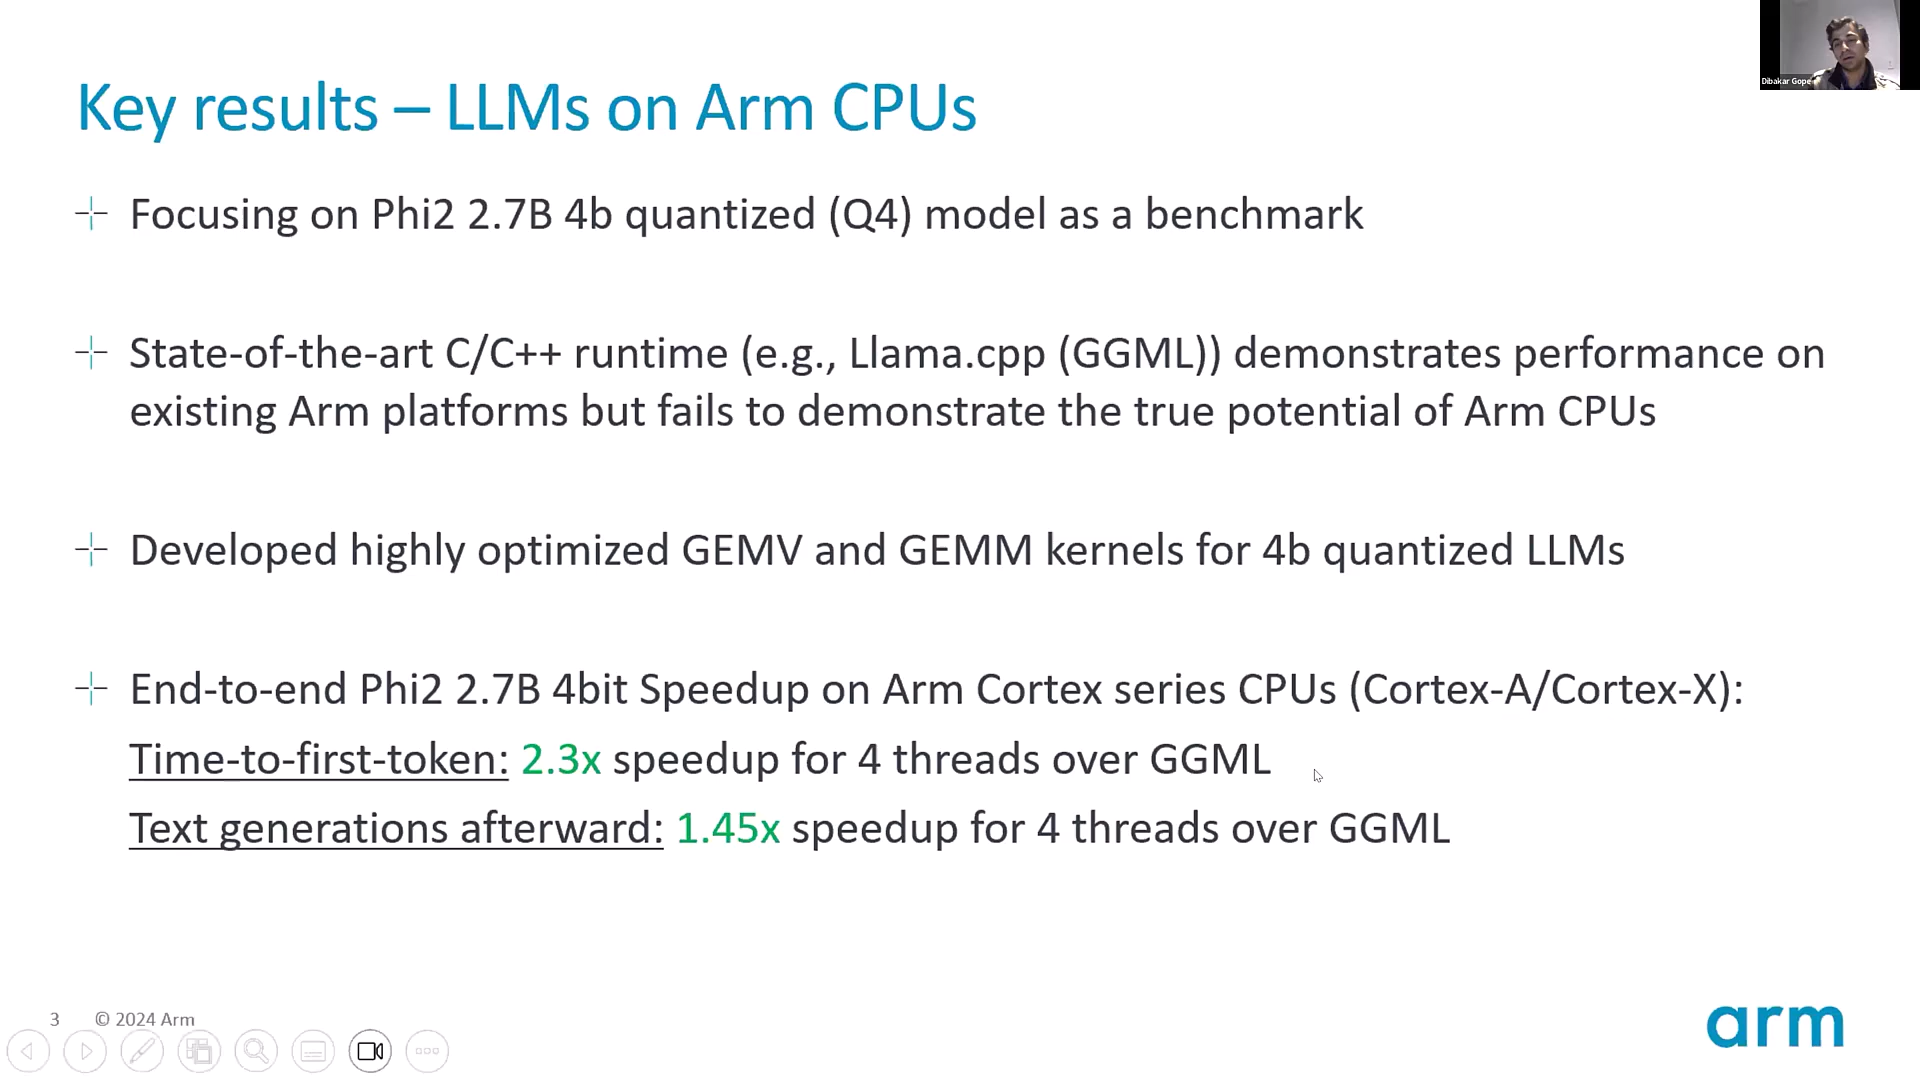 Dibakar Gope
Key results – LLMs on Arm CPUs
Focusing on Phi2 2.7B 4b quantized (Q4) model as a benchmark
State-of-the-art C/C++ runtime (e.g., Llama.cpp (GGML)) demonstrates performance on
existing Arm platforms but fails to demonstrate the true potential of Arm CPUs
Developed highly optimized GEMV and GEMM kernels for 4b quantized LLMs
End-to-end Phi2 2.7B 4bit Speedup on Arm Cortex series CPUs (Cortex-A/Cortex-X):
Time-to-first-token: 2.3x speedup for 4 threads over GGML
Text generations afterward: 1.45x speedup for 4 threads over GGML
3 © 2024 Arm
arm